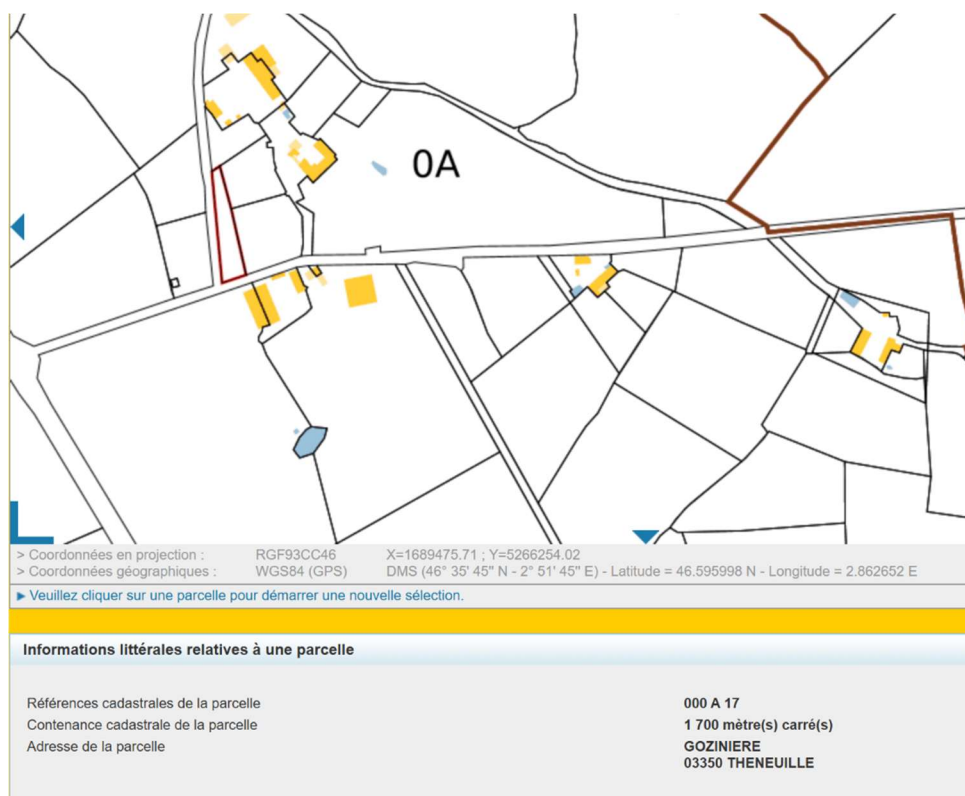 0A
> Coordonnées en projection : RGF93CC46 X=1689475.71 ; Y=5266254.02
> Coordonnées géographiques : WGS84 (GPS) DMS (46° 35' 45" N - 2° 51' 45" E) - Latitude = 46.595998 N - Longitude = 2.862652 E
► Veuillez cliquer sur une parcelle pour démarrer une nouvelle sélection.
Informations littérales relatives à une parcelle
Références cadastrales de la parcelle 000 A 17
Contenance cadastrale de la parcelle 1 700 mètre(s) carré(s)
Adresse de la parcelle GOZINIERE
03350 THENEUILLE